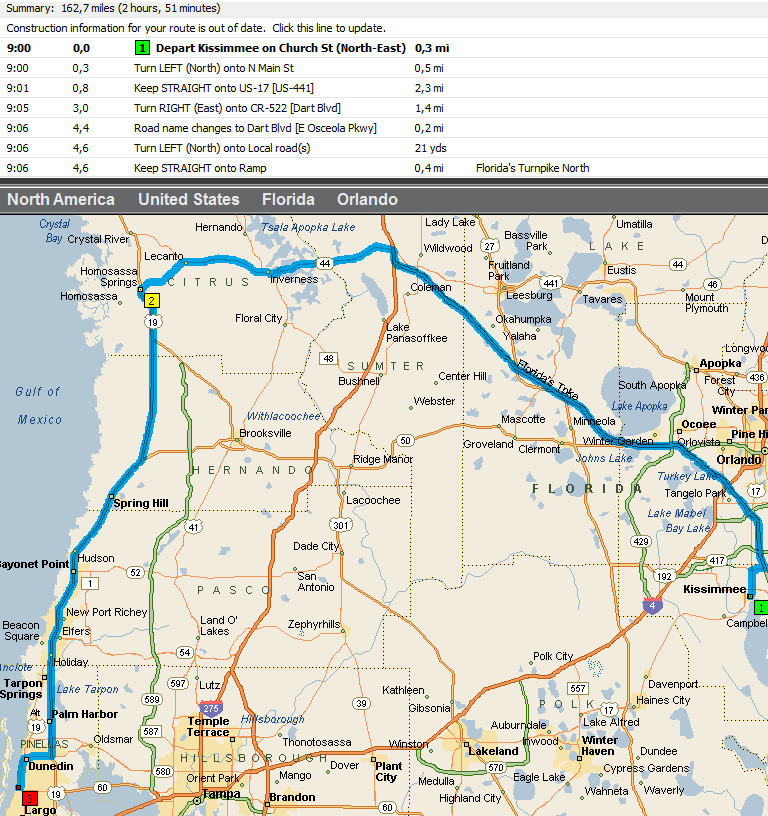 Summary: 162,7 miles (2 hours, 51 minutes)
Construction information for your route is out of date. Click this line to update.
9:00 0,0 1 Depart Kissimmee on Church St (North-East) 0,3 mi
9:00 0,3 Turn LEFT (North) onto N Main St 0,5 mi
9:01 0,8 Keep STRAIGHT onto US-17 [US-441] 2,3 mi
9:05 3,0 Turn RIGHT (East) onto CR-522 [Dart Blvd] 1,4 mi
9:06 4,4 Road name changes to Dart Blvd [E Osceola Pkwy] 0,2 mi
9:06 4,6 Turn LEFT (North) onto Local road(s) 21 yds
9:06 4,6 Keep STRAIGHT onto Ramp 0,4 mi Florida's Turnpike North
North America United States Florida Orlando
Crystal
Bay
Crystal River
Hernando
Tsala Apopka Lake
Lady Lake
Umatilla
Bassville
Park
LAKE
Lecanto
44
Wildwood
27
Fruitland
Park
Eustis
44
46
Homosassa
Springs
CITRUS
Inverness
Coleman
441
Leesburg
Tavares
Mount
Plymouth
Homosassa
2
19
Floral City
Lake
Panasoffkee
Okahumpka
Yalaha
Longwoo
48
SUMTER
Bushnell
Center Hill
Florida's Tpke
Apopka
South Apopka
Forest
City
436
Gulf of
Mexico
Webster
Withlacoochee
Mascotte
Minneola
Lake Apopka
Winter Par
Ocoee
Brooksville
50
Groveland
Clermont
Winter Garden
Orlovista
Pine Hi
Ridge Manor
Johns Lake
Orlando
HERNANDO
Turkey Lake
Spring Hill
Lacoochee
FLORIDA
Tangelo Park
17
41
301
Lake Mabel
Bay Lake
Dade City
429
417
Bayonet Point
Hudson
1
52
San
Antonio
192
Kissimmee
PASCO
4
1
New Port Richey
Land O'
Lakes
Zephyrhills
Campbel
Beacon
Square
Elfers
Holiday
54
Polk City
Anclote
Tarpon
Springs
Lake Tarpon
597
Lutz
589
Kathleen
557
Davenport
Haines City
Alt
19
Palm Harbor
275
Temple
Terrace
Hillsborough
39
Gibsonia
POLK
17
Lake Alfred
Auburndale
PINELLAS
Oldsmar
587
Thonotosassa
Winston
Lakeland
Inwood
Winter
Haven
Dundee
HILLSBOROUGH
Dover
Plant
City
Dunedin
580
Orient Park
Mango
570
Medulla
Eagle Lake
Cypress Gardens
3
19
60
Tampa
Brandon
Highland City
Wahneta
Waverly
Largo
60